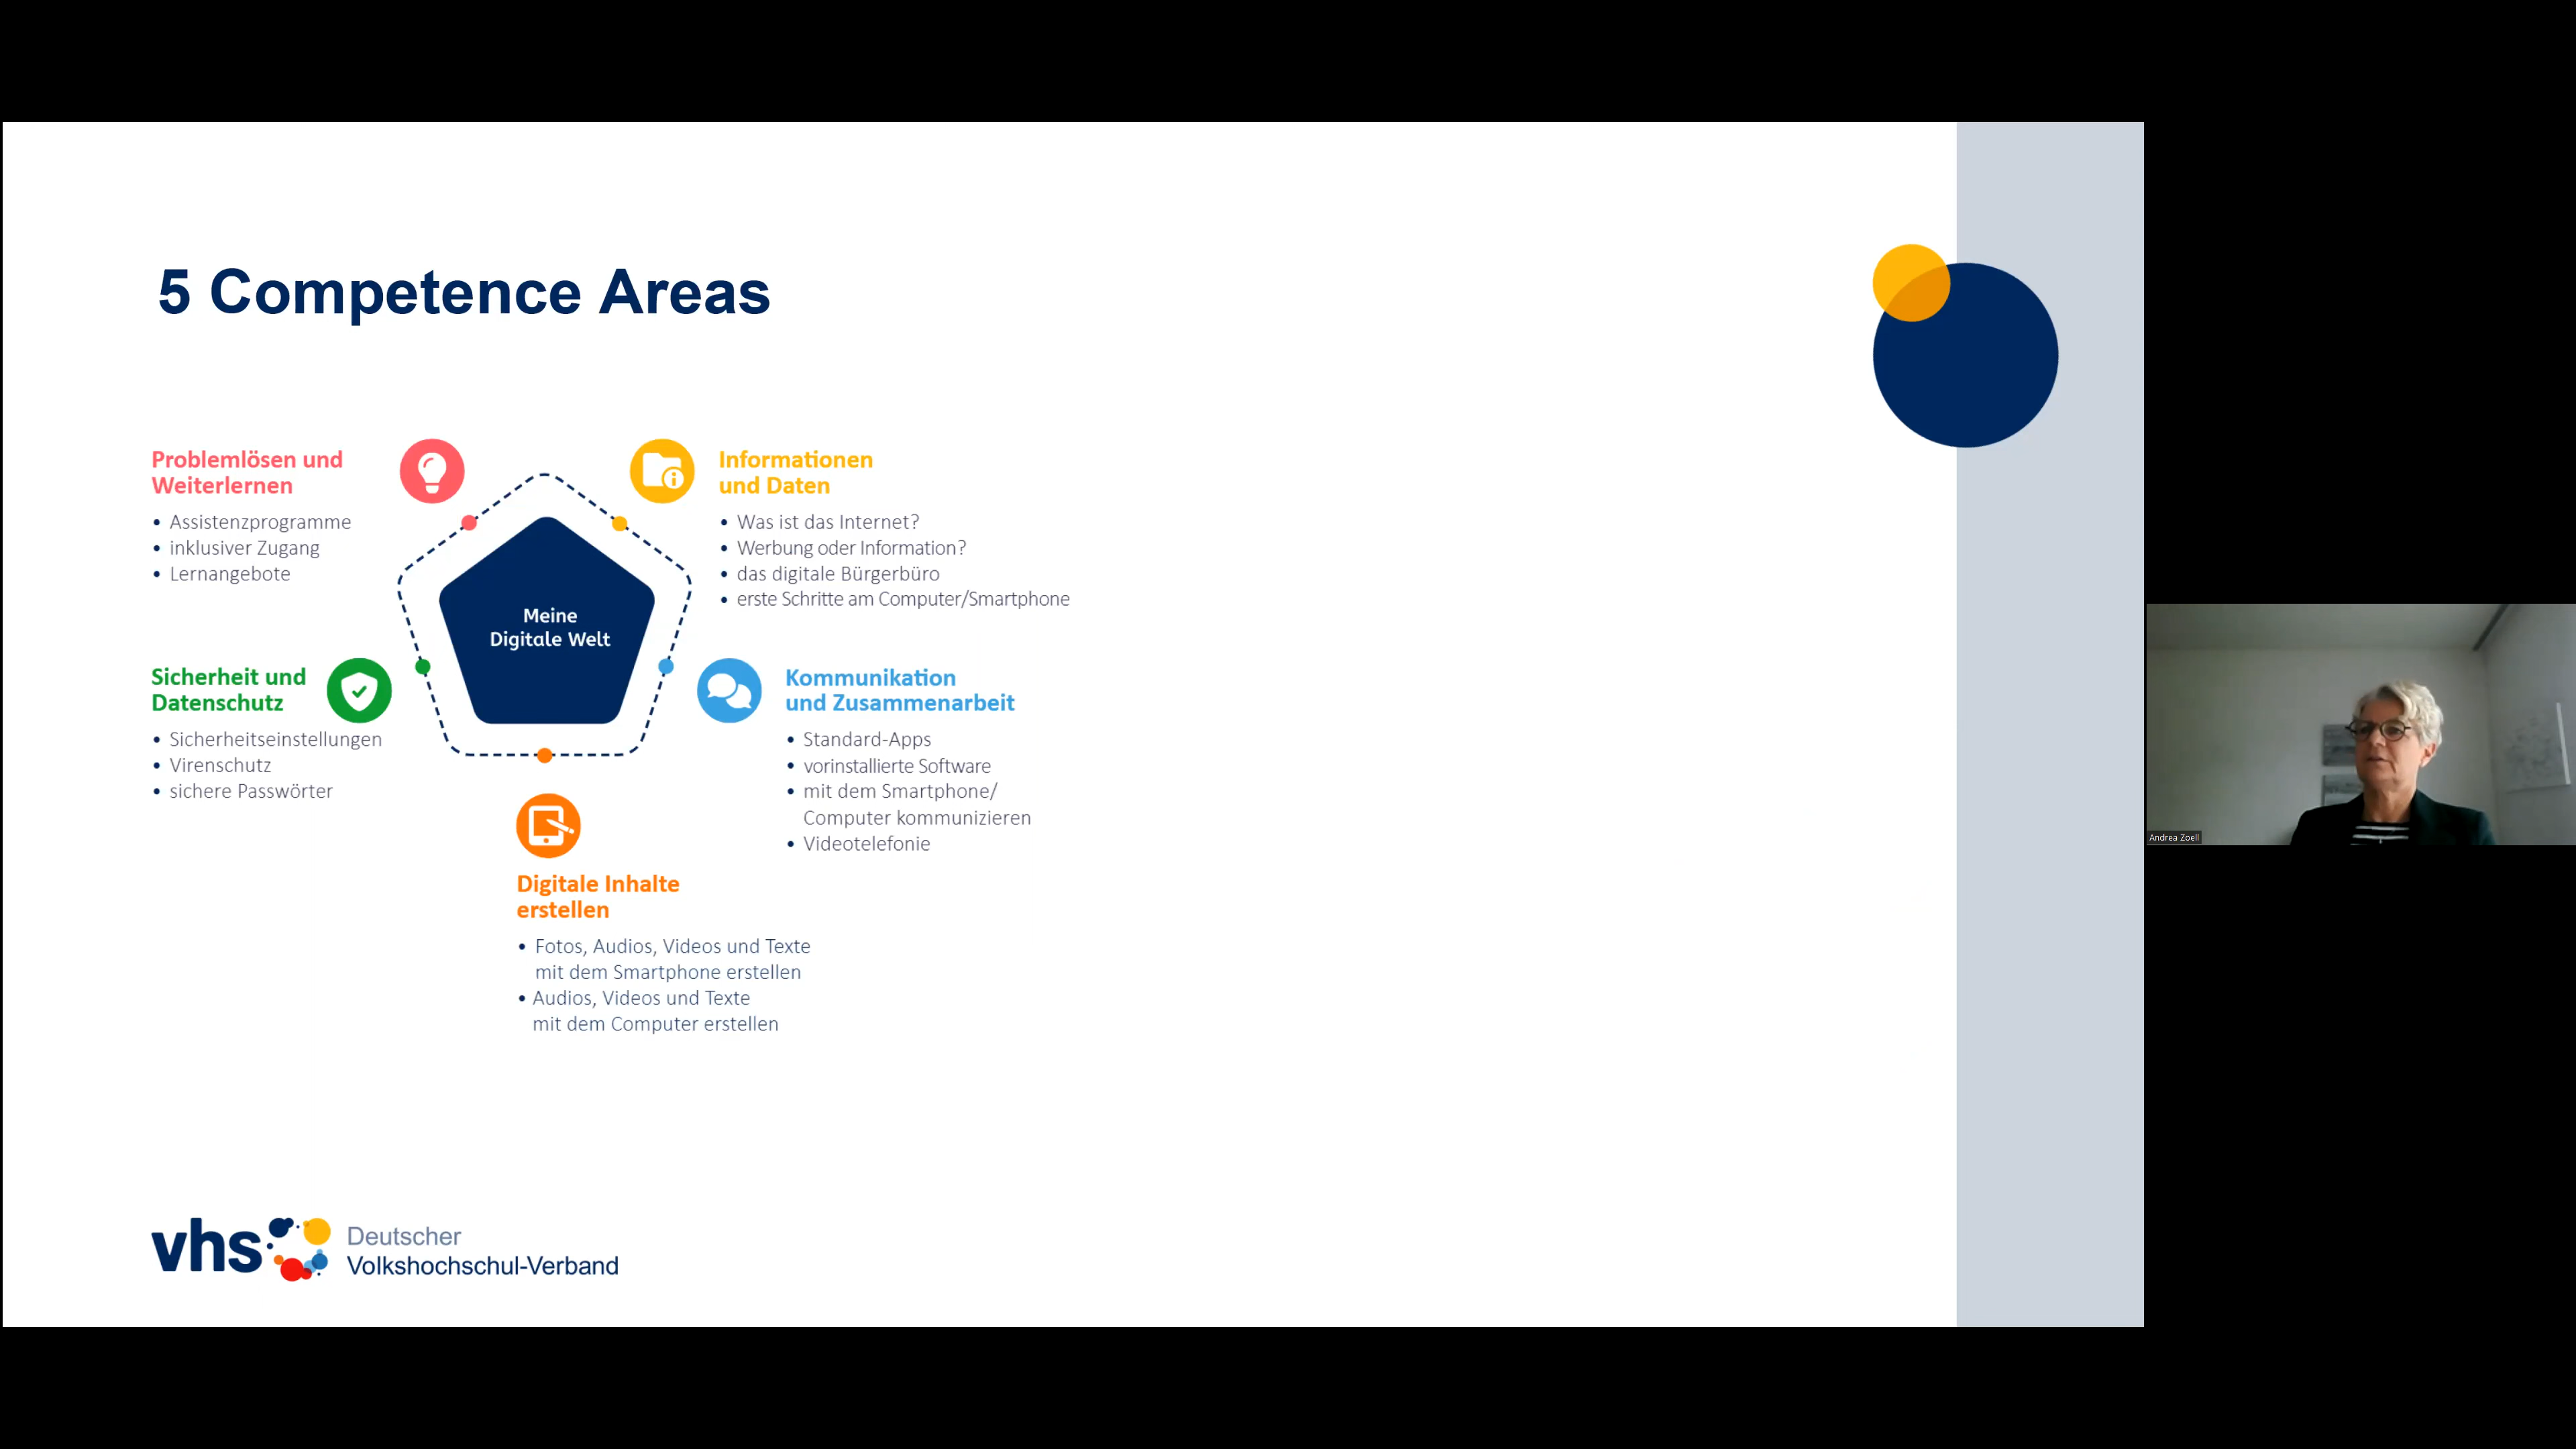 5 Competence Areas
Problemlösen und
Weiterlernen
• Assistenzprogramme
• inklusiver Zugang
• Lernangebote
Informationen
und Daten
• Was ist das Internet?
• Werbung oder Information?
• das digitale Bürgerbüro
• erste Schritte am Computer/Smartphone
Meine
Digitale Welt
Sicherheit und
Datenschutz
• Sicherheitseinstellungen
• Virenschutz
• sichere Passwörter
Kommunikation
und Zusammenarbeit
• Standard-Apps
• vorinstallierte Software
• mit dem Smartphone/
Computer kommunizieren
• Videotelefonie
Digitale Inhalte
erstellen
• Fotos, Audios, Videos und Texte
mit dem Smartphone erstellen
• Audios, Videos und Texte
mit dem Computer erstellen
vhs
Deutscher
Volkshochschul-Verband
Andrea Zoell